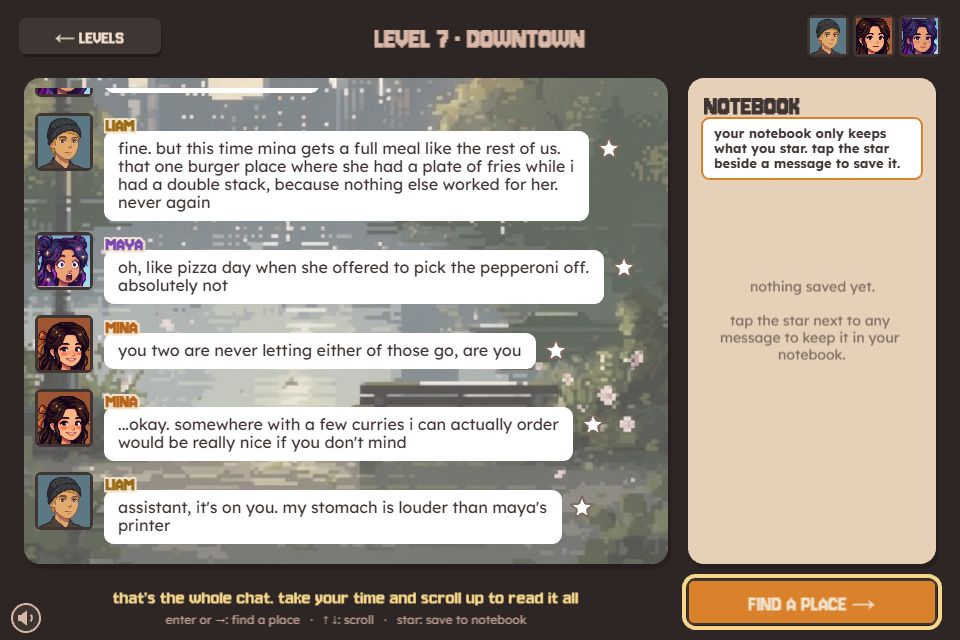 ← LEVELS
LEVEL 7 · DOWNTOWN
LIAM
fine. but this time mina gets a full meal like the rest of us.
that one burger place where she had a plate of fries while i
had a double stack, because nothing else worked for her.
never again
MAYA
oh, like pizza day when she offered to pick the pepperoni off.
absolutely not
MINA
you two are never letting either of those go, are you
MINA
...okay. somewhere with a few curries i can actually order
would be really nice if you don't mind
LIAM
assistant, it's on you. my stomach is louder than maya's
printer
NOTEBOOK
your notebook only keeps
what you star. tap the star
beside a message to save it.
nothing saved yet.
tap the star next to any
message to keep it in your
notebook.
that's the whole chat. take your time and scroll up to read it all
enter or →: find a place · ↑ ↓: scroll · star: save to notebook
FIND A PLACE →